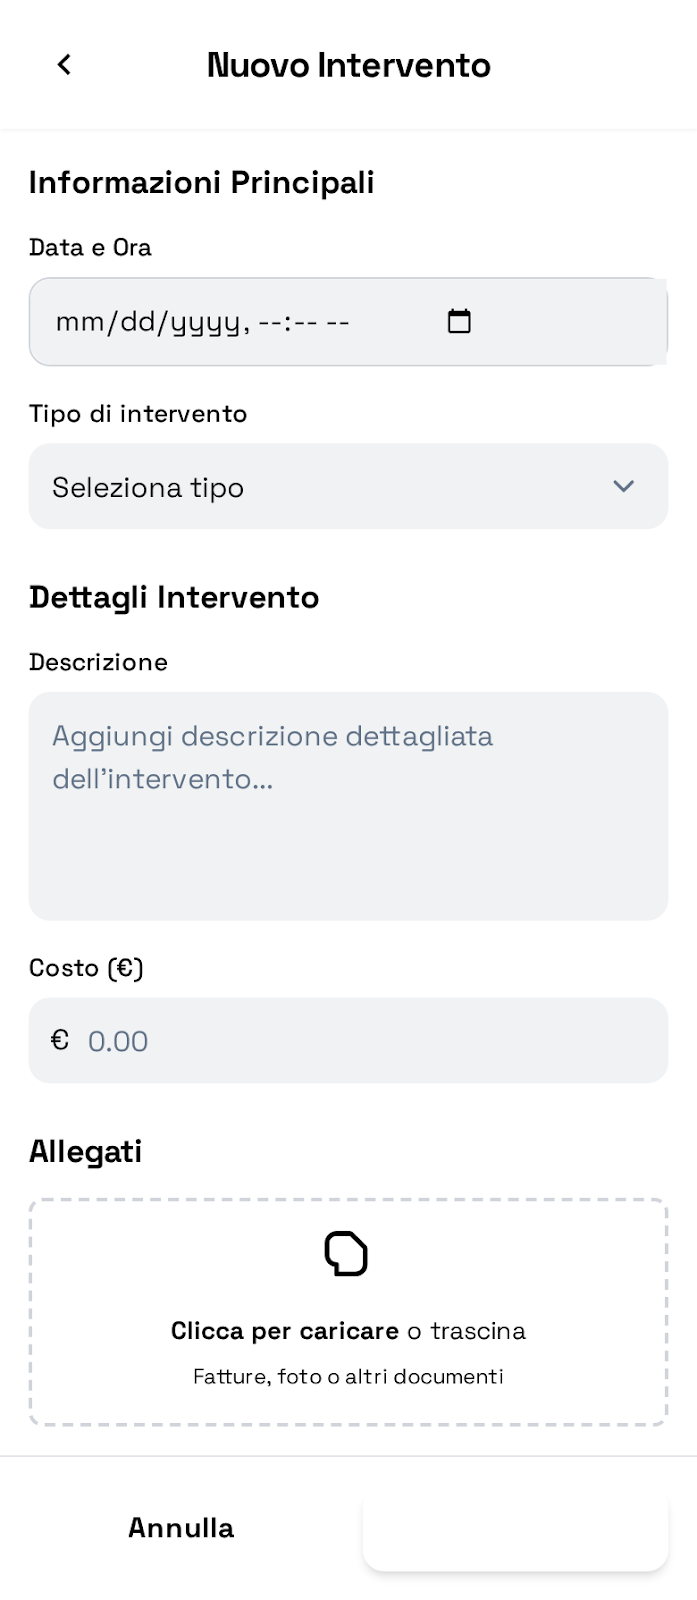 Nuovo Intervento
Informazioni Principali
Data e Ora
mm/dd/yyyy, --:-- --
Tipo di intervento
Seleziona tipo
Dettagli Intervento
Descrizione
Aggiungi descrizione dettagliata
dell'intervento...
Costo (€)
€ 0.00
Allegati
Clicca per caricare o trascina
Fatture, foto o altri documenti
Annulla